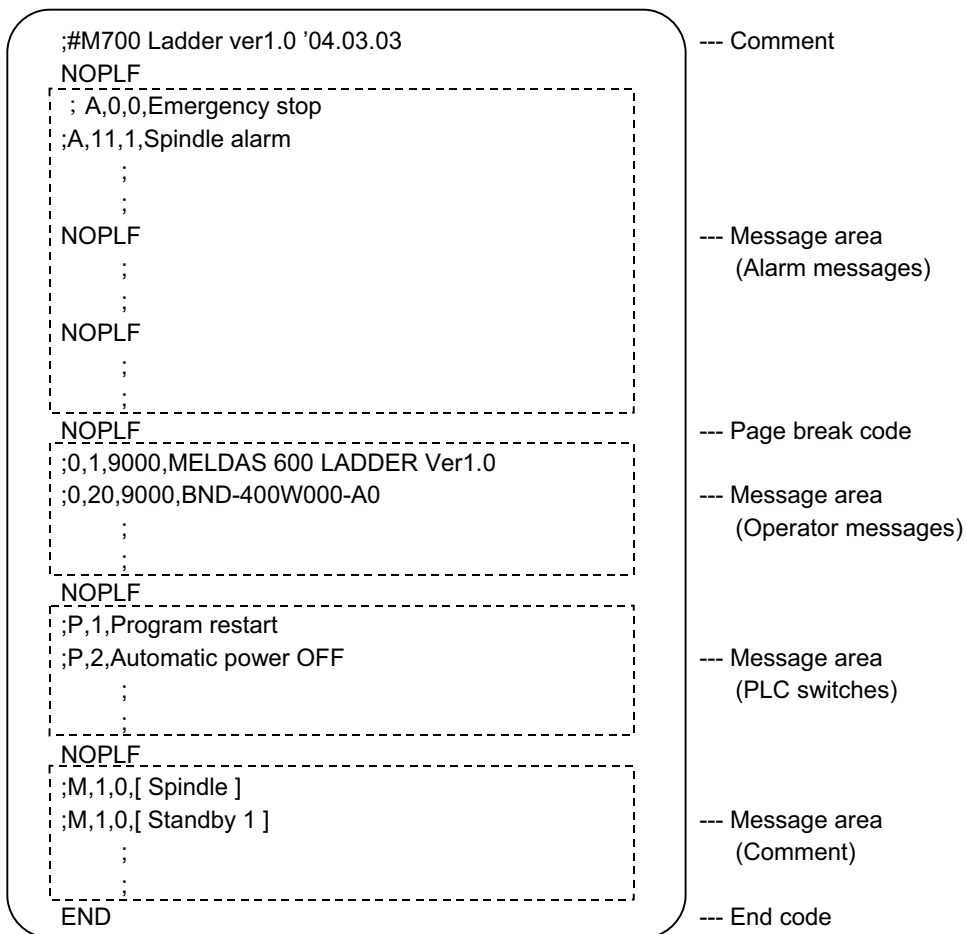 ;#M700 Ladder ver1.0 '04.03.03 --- Comment
NOPLF
; A,0,0,Emergency stop
;A,11,1,Spindle alarm
;
;
NOPLF --- Message area
; (Alarm messages)
;
NOPLF
;
;
NOPLF --- Page break code
;0,1,9000,MELDAS 600 LADDER Ver1.0
;0,20,9000,BND-400W000-A0 --- Message area
; (Operator messages)
;
NOPLF
;P,1,Program restart
;P,2,Automatic power OFF --- Message area
; (PLC switches)
;
NOPLF
;M,1,0,[ Spindle ]
;M,1,0,[ Standby 1 ] --- Message area
; (Comment)
;
END --- End code